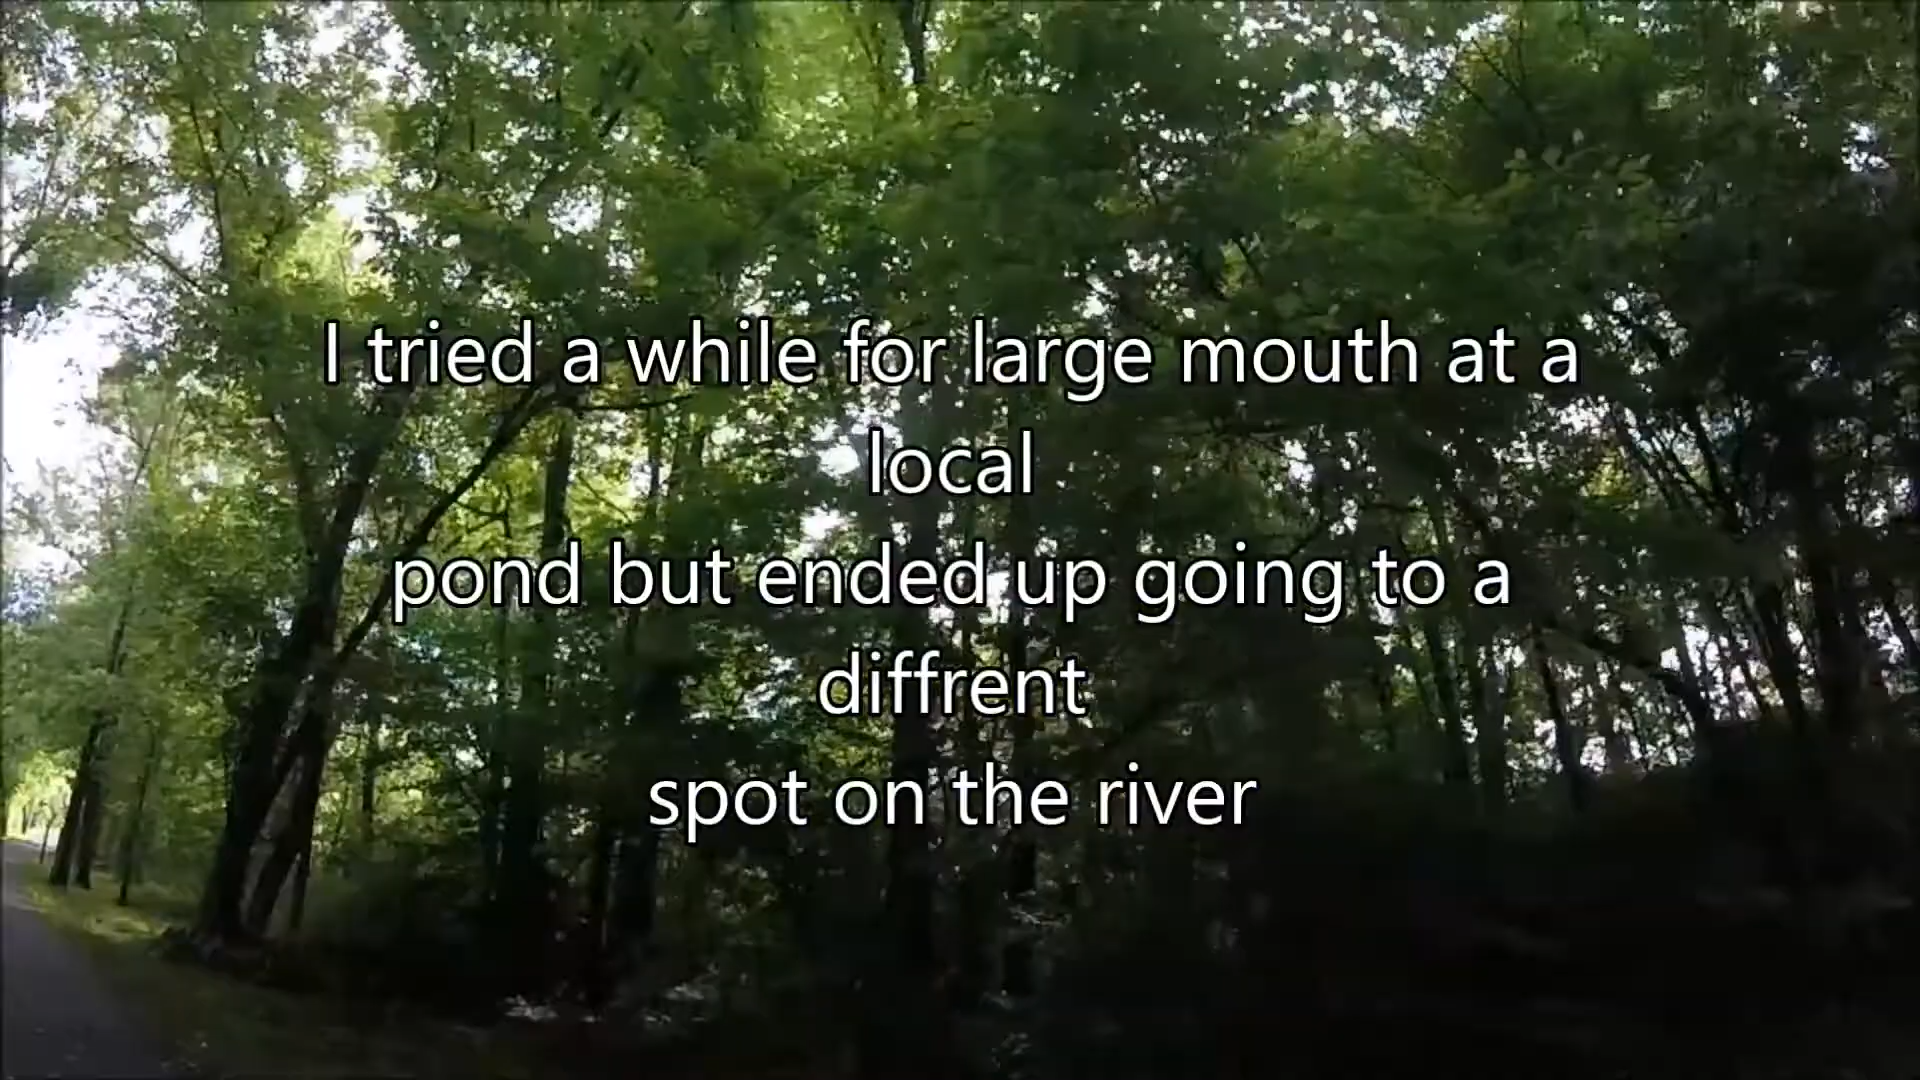 I tried a while for large mouth at a
local
pond but ended up going to a
diffrent
spot on the river